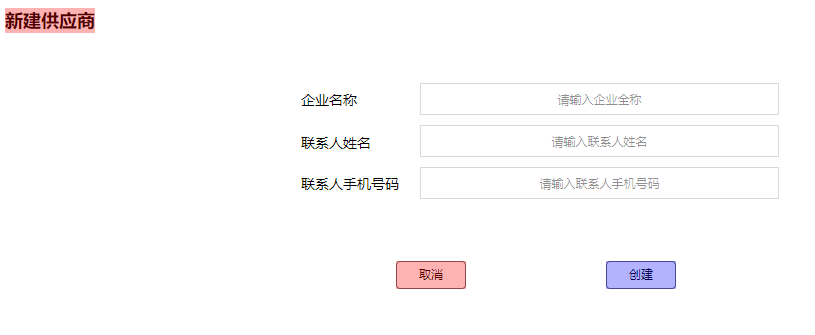 新建供应商
企业名称 请输入企业全称
联系人姓名 请输入联系人姓名
联系人手机号码 请输入联系人手机号码
取消 创建